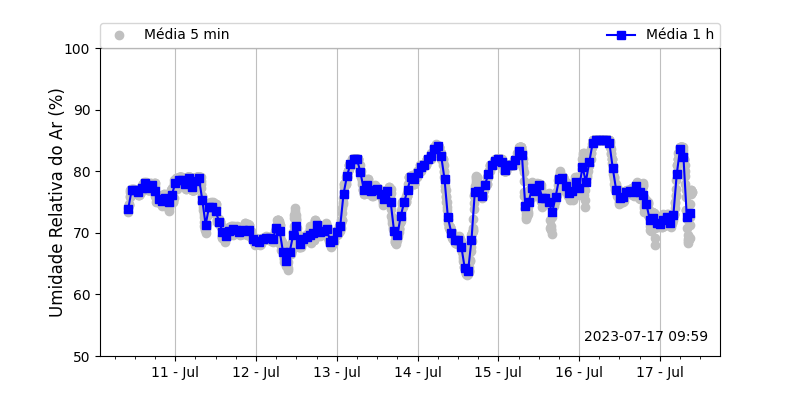 Média 5 min
Média 1 h
Umidade Relativa do Ar (%)
100
90
80
70
60
50
2023-07-17 09:59
11 - Jul
12 - Jul
13 - Jul
14 - Jul
15 - Jul
16 - Jul
17 - Jul